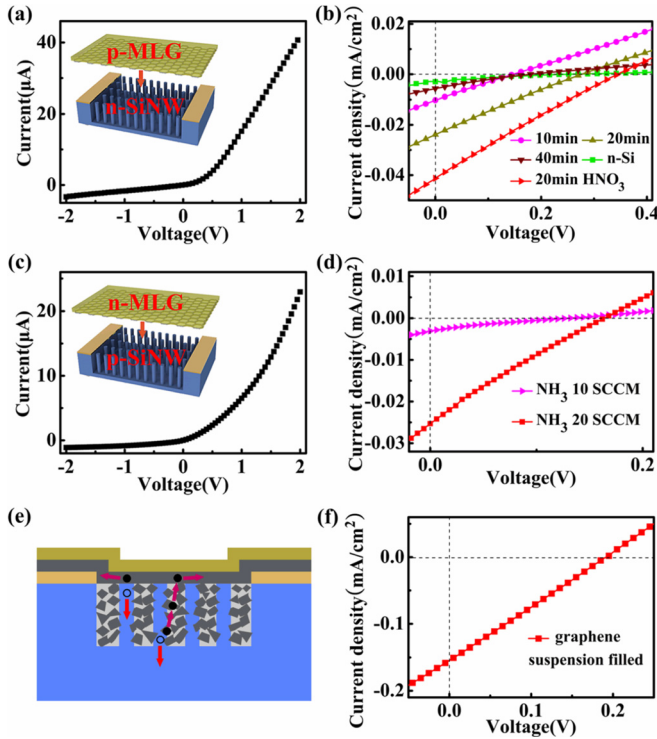 (a)
40
20
0
Current(μA)
p-MLG
n-SiNW
-2 -1 0 1 2
Voltage(V)
(b)
0.02
0.00
-0.02
-0.04
Current density(mA/cm²)
10min 20min
40min n-Si
20min HNO₃
0.0 0.2 0.4
Voltage(V)
(c)
20
10
0
Current(μA)
n-MLG
p-SiNW
-2 -1 0 1 2
Voltage(V)
(d)
0.01
0.00
-0.01
-0.02
-0.03
Current density(mA/cm²)
NH₃ 10 SCCM
NH₃ 20 SCCM
0.0 0.1 0.2
Voltage(V)
(e)
(f)
0.0
-0.1
-0.2
Current density(mA/cm²)
graphene
suspension filled
0.0 0.1 0.2
Voltage(V)